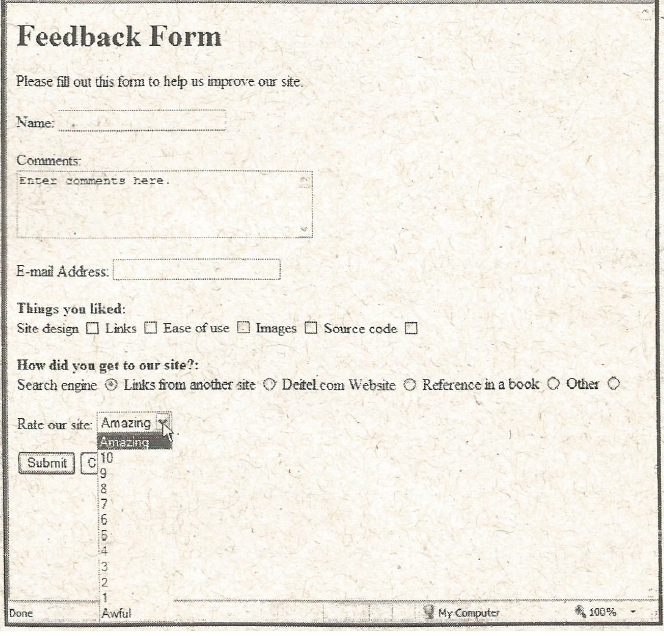 Feedback Form
Please fill out this form to help us improve our site.
Name:
Comments:
Enter comments here.
E-mail Address:
Things you liked:
Site design Links Ease of use Images Source code
How did you get to our site?:
Search engine Links from another site Deitel.com Website Reference in a book Other
Rate our site: Amazing
Amazing
Submit C 10
9
8
7
6
5
4
3
2
1
Awful
Done My Computer 100%